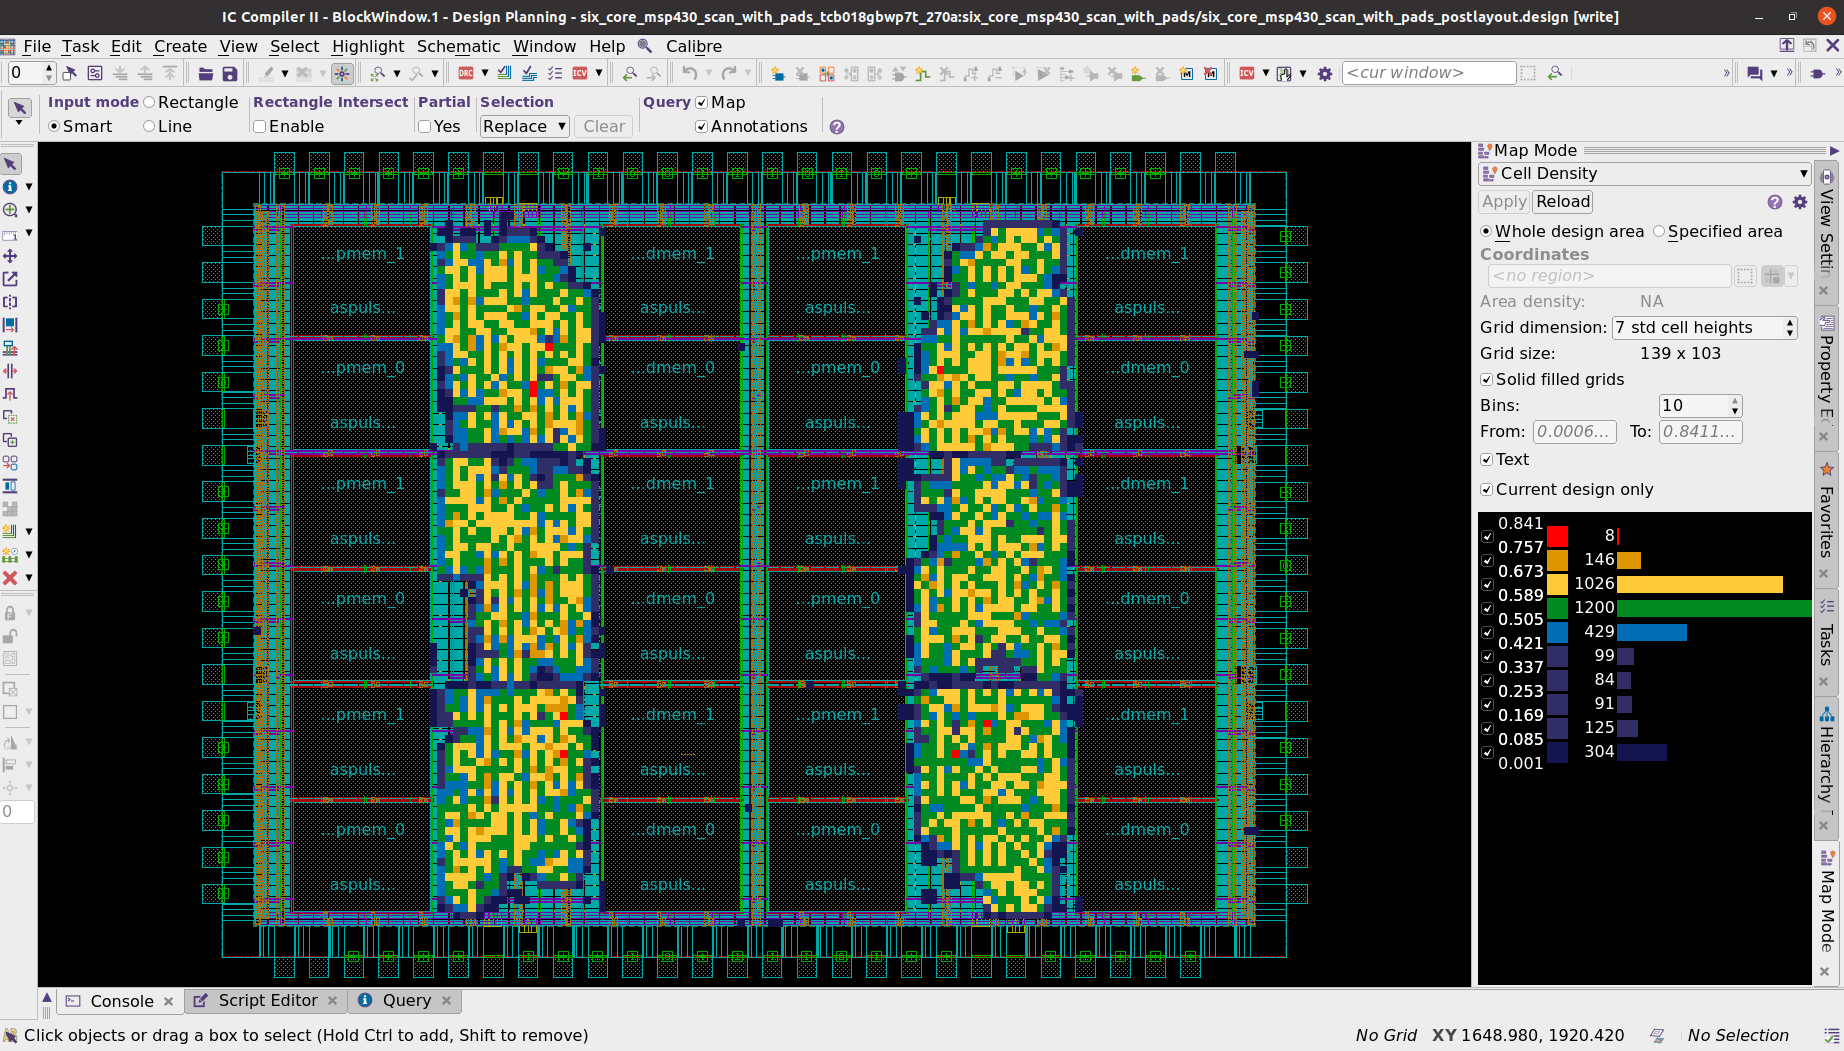 IC Compiler II - BlockWindow.1 - Design Planning - six_core_msp430_scan_with_pads_tcb018gbwp7t_270a:six_core_msp430_scan_with_pads/six_core_msp430_scan_with_pads_postlayout.design [write]
File Task Edit Create View Select Highlight Schematic Window Help Calibre
0 DRC ICV ICV <cur window>
Input mode Rectangle Rectangle Intersect Partial Selection Query Map
Smart Line Enable Yes Replace Clear Annotations
...pmem_1 ...dmem_1 ...pmem_1 ...dmem_1
aspuls... aspuls... aspuls... aspuls...
...pmem_0 ...dmem_0 ...pmem_0 ...dmem_0
aspuls... aspuls... aspuls... aspuls...
...pmem_1 ...dmem_1 ...pmem_1 ...dmem_1
aspuls... aspuls... aspuls... aspuls...
...pmem_0 ...dmem_0 ...pmem_0 ...dmem_0
aspuls... aspuls... aspuls... aspuls...
...pmem_1 ...dmem_1 ...pmem_1 ...dmem_1
aspuls... aspuls... aspuls... aspuls...
...pmem_0 ...dmem_0 ...pmem_0 ...dmem_0
aspuls... aspuls... aspuls... aspuls...
0
Map Mode
Cell Density
Apply Reload
Whole design area Specified area
Coordinates
<no region>
Area density: NA
Grid dimension: 7 std cell heights
Grid size: 139 x 103
Solid filled grids
Bins: 10
From: 0.0006... To: 0.8411...
Text
Current design only
0.841
8
0.757
146
0.673
1026
0.589
1200
0.505
429
0.421
99
0.337
84
0.253
91
0.169
125
0.085
304
0.001
View Settin
Property E
Favorites
Tasks
Hierarchy
Map Mode
Console Script Editor Query
Click objects or drag a box to select (Hold Ctrl to add, Shift to remove) No Grid XY 1648.980, 1920.420 No Selection